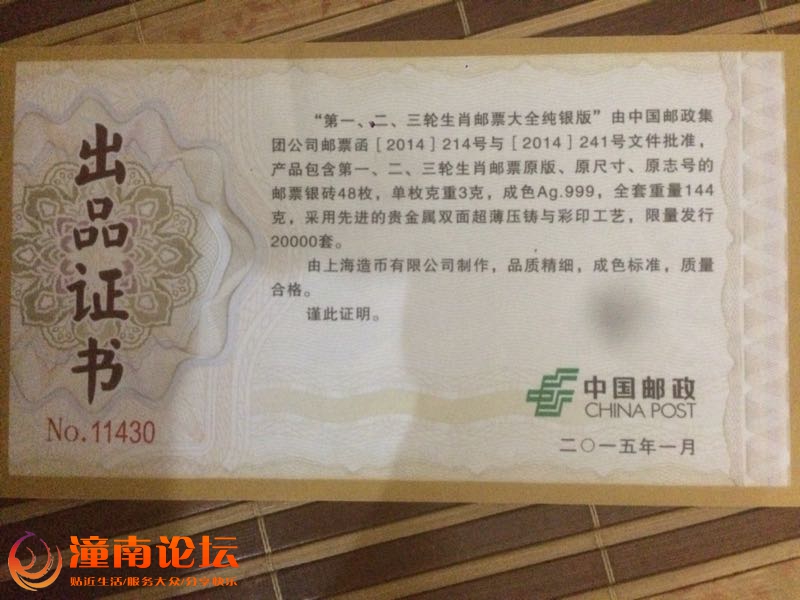 出品证书
No.11430
“第一、二、三轮生肖邮票大全纯银版”由中国邮政集
团公司邮票函[2014]214号与[2014]241号文件批准，
产品包含第一、二、三轮生肖邮票原版、原尺寸、原志号的
邮票银砖48枚，单枚克重3克，成色Ag.999，全套重量144
克，采用先进的贵金属双面超薄压铸与彩印工艺，限量发行
20000套。
由上海造币有限公司制作，品质精细，成色标准，质量
合格。
谨此证明。
中国邮政
CHINA POST
二〇一五年一月
潼南论坛
贴近生活/服务大众/分享快乐